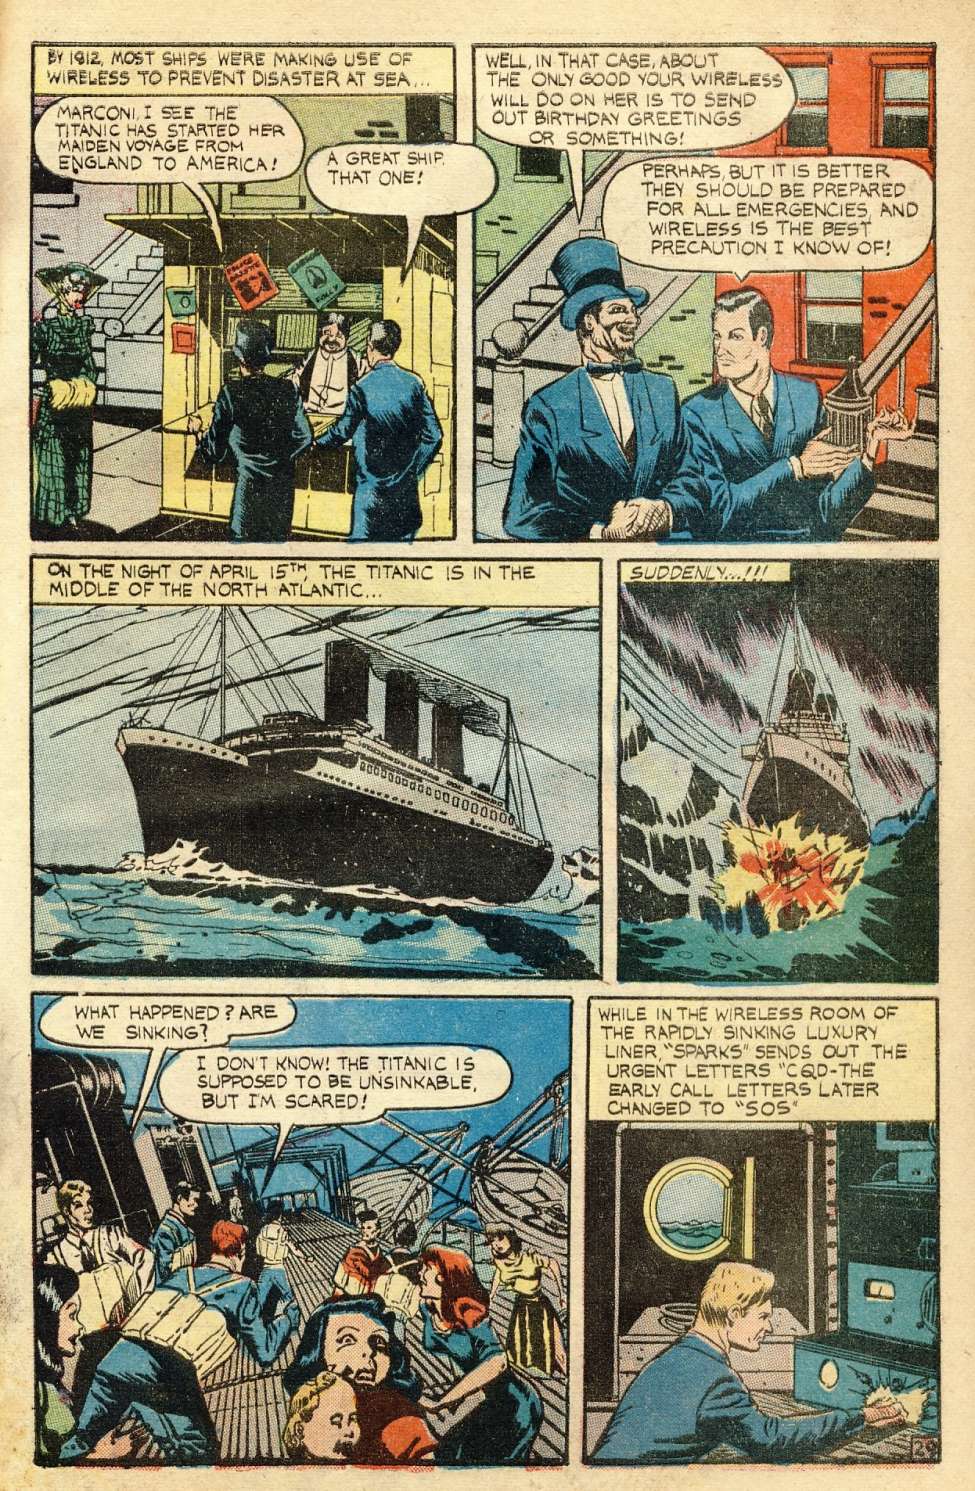 BY 1912, MOST SHIPS WERE MAKING USE OF
WIRELESS TO PREVENT DISASTER AT SEA...
MARCONI, I SEE THE
TITANIC HAS STARTED HER
MAIDEN VOYAGE FROM
ENGLAND TO AMERICA!
A GREAT SHIP,
THAT ONE!
POLICE
GAZETTE
WELL, IN THAT CASE, ABOUT
THE ONLY GOOD YOUR WIRELESS
WILL DO ON HER IS TO SEND
OUT BIRTHDAY GREETINGS
OR SOMETHING!
PERHAPS, BUT IT IS BETTER
THEY SHOULD BE PREPARED
FOR ALL EMERGENCIES, AND
WIRELESS IS THE BEST
PRECAUTION I KNOW OF!
ON THE NIGHT OF APRIL 15TH, THE TITANIC IS IN THE
MIDDLE OF THE NORTH ATLANTIC...
SUDDENLY...!!!
WHAT HAPPENED? ARE
WE SINKING?
I DON'T KNOW! THE TITANIC IS
SUPPOSED TO BE UNSINKABLE,
BUT I'M SCARED!
WHILE IN THE WIRELESS ROOM OF
THE RAPIDLY SINKING LUXURY
LINER, "SPARKS" SENDS OUT THE
URGENT LETTERS "CQD-THE
EARLY CALL LETTERS LATER
CHANGED TO "SOS"